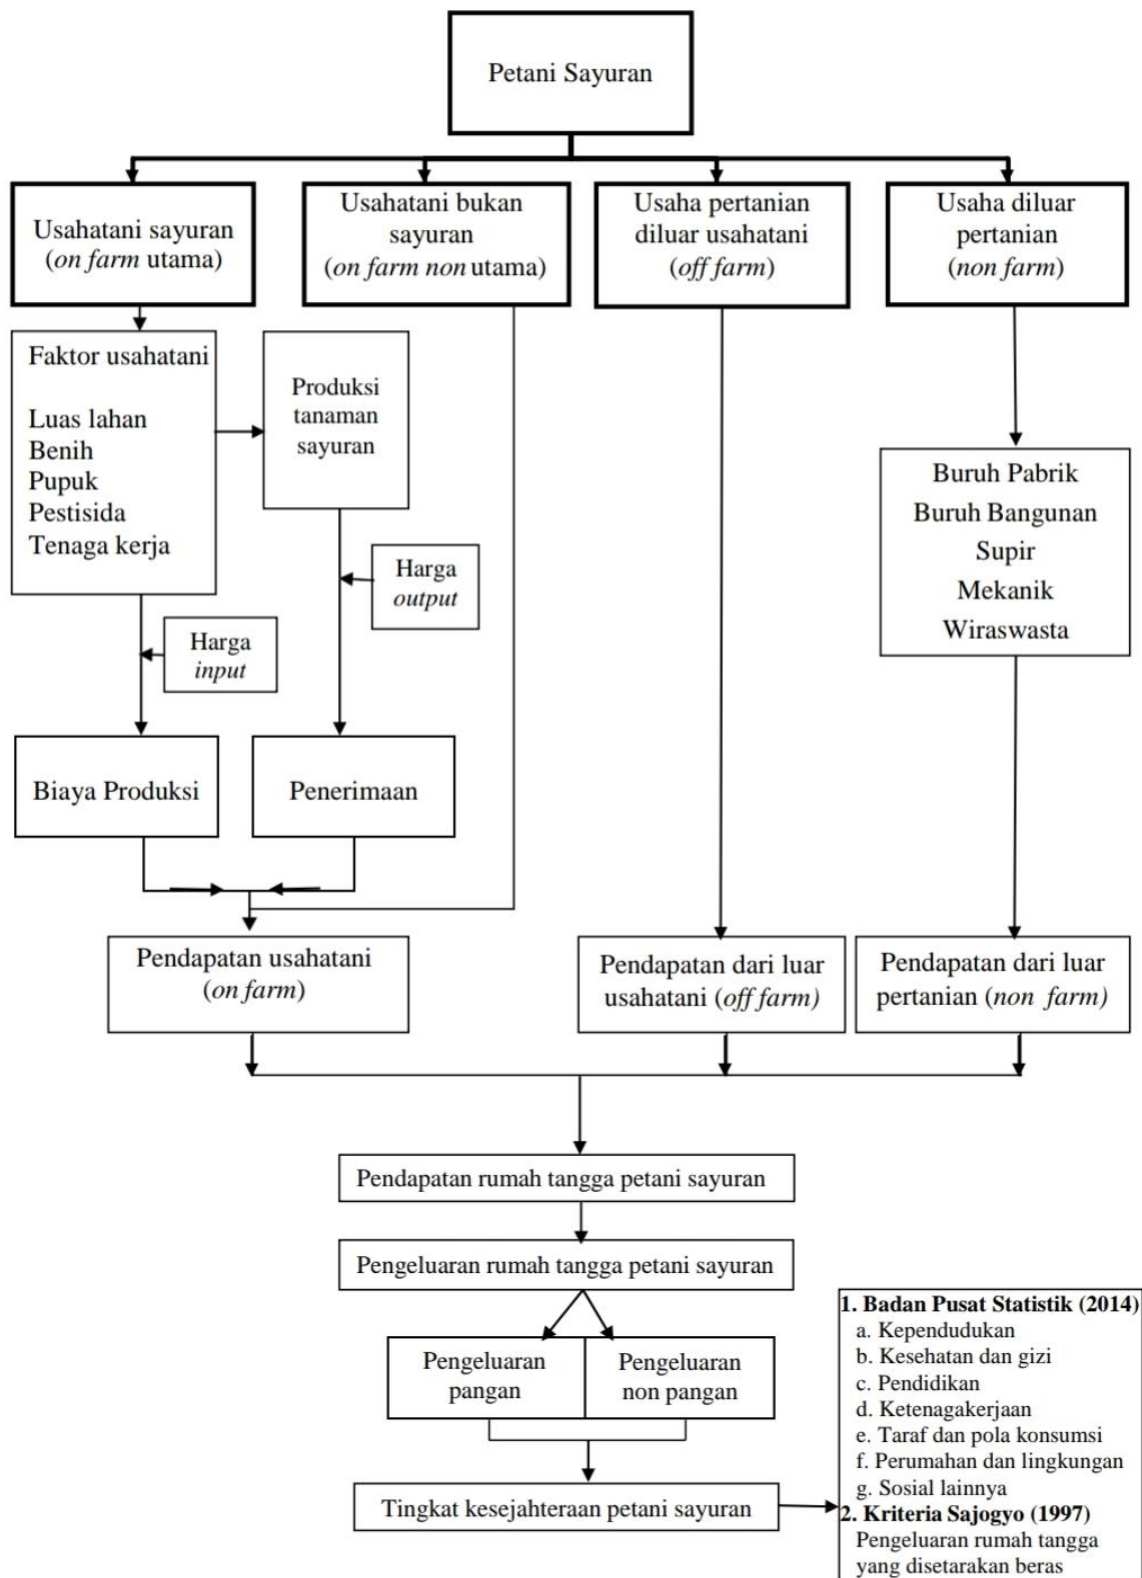 Petani Sayuran
Usahatani sayuran
(on farm utama)
Usahatani bukan
sayuran
(on farm non utama)
Usaha pertanian
diluar usahatani
(off farm)
Usaha diluar
pertanian
(non farm)
Faktor usahatani
Luas lahan
Benih
Pupuk
Pestisida
Tenaga kerja
Produksi
tanaman
sayuran
Harga
output
Harga
input
Buruh Pabrik
Buruh Bangunan
Supir
Mekanik
Wiraswasta
Biaya Produksi
Penerimaan
Pendapatan usahatani
(on farm)
Pendapatan dari luar
usahatani (off farm)
Pendapatan dari luar
pertanian (non farm)
Pendapatan rumah tangga petani sayuran
Pengeluaran rumah tangga petani sayuran
Pengeluaran
pangan
Pengeluaran
non pangan
Tingkat kesejahteraan petani sayuran
1. Badan Pusat Statistik (2014)
a. Kependudukan
b. Kesehatan dan gizi
c. Pendidikan
d. Ketenagakerjaan
e. Taraf dan pola konsumsi
f. Perumahan dan lingkungan
g. Sosial lainnya
2. Kriteria Sajogyo (1997)
Pengeluaran rumah tangga
yang disetarakan beras